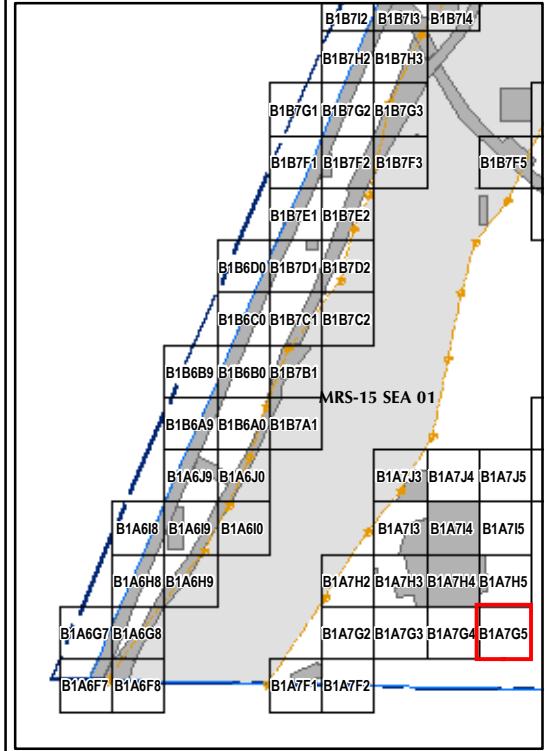 B1B7I2 B1B7I3 B1B7I4
B1B7H2 B1B7H3
B1B7G1 B1B7G2 B1B7G3
B1B7F1 B1B7F2 B1B7F3 B1B7F5
B1B7E1 B1B7E2
B1B6D0 B1B7D1 B1B7D2
B1B6C0 B1B7C1 B1B7C2
B1B6B9 B1B6B0 B1B7B1
MRS-15 SEA 01
B1B6A9 B1B6A0 B1B7A1
B1A6J9 B1A6J0 B1A7J3 B1A7J4 B1A7J5
B1A6I8 B1A6I9 B1A6I0 B1A7I3 B1A7I4 B1A7I5
B1A6H8 B1A6H9 B1A7H2 B1A7H3 B1A7H4 B1A7H5
B1A6G7 B1A6G8 B1A7G2 B1A7G3 B1A7G4 B1A7G5
B1A6F7 B1A6F8 B1A7F1 B1A7F2